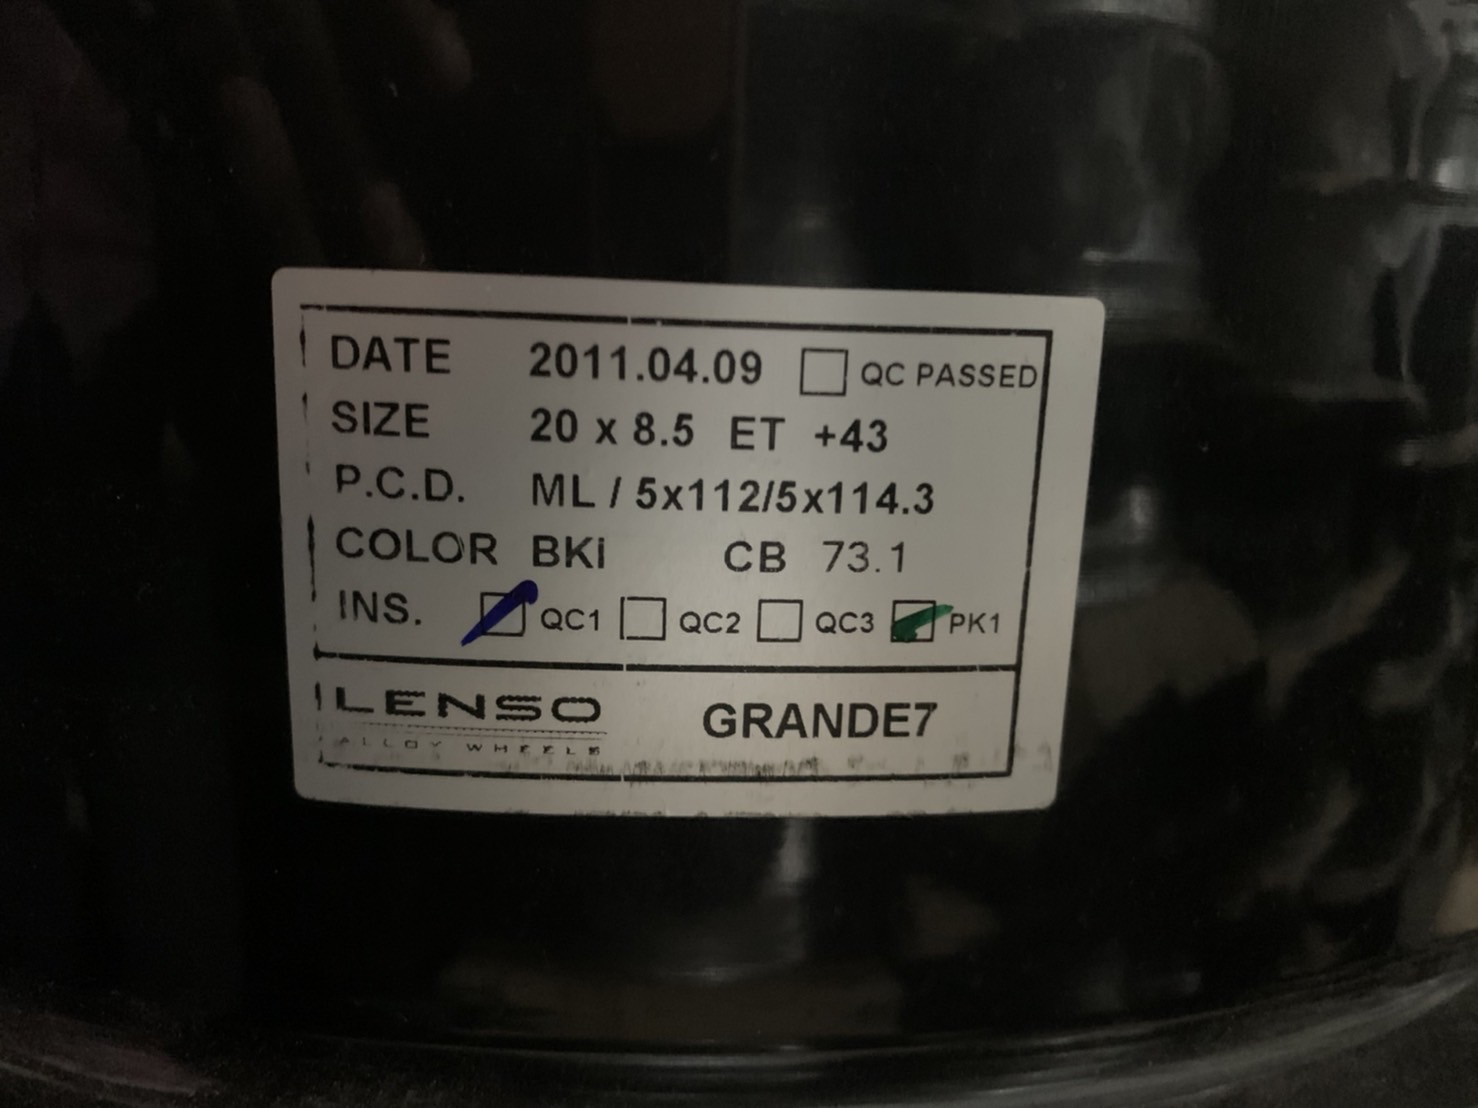 DATE 2011.04.09 QC PASSED
SIZE 20 x 8.5 ET +43
P.C.D. ML / 5x112/5x114.3
COLOR BKi CB 73.1
INS. QC1 QC2 QC3 PK1
LENSO GRANDE7
ALLOY WHEELS